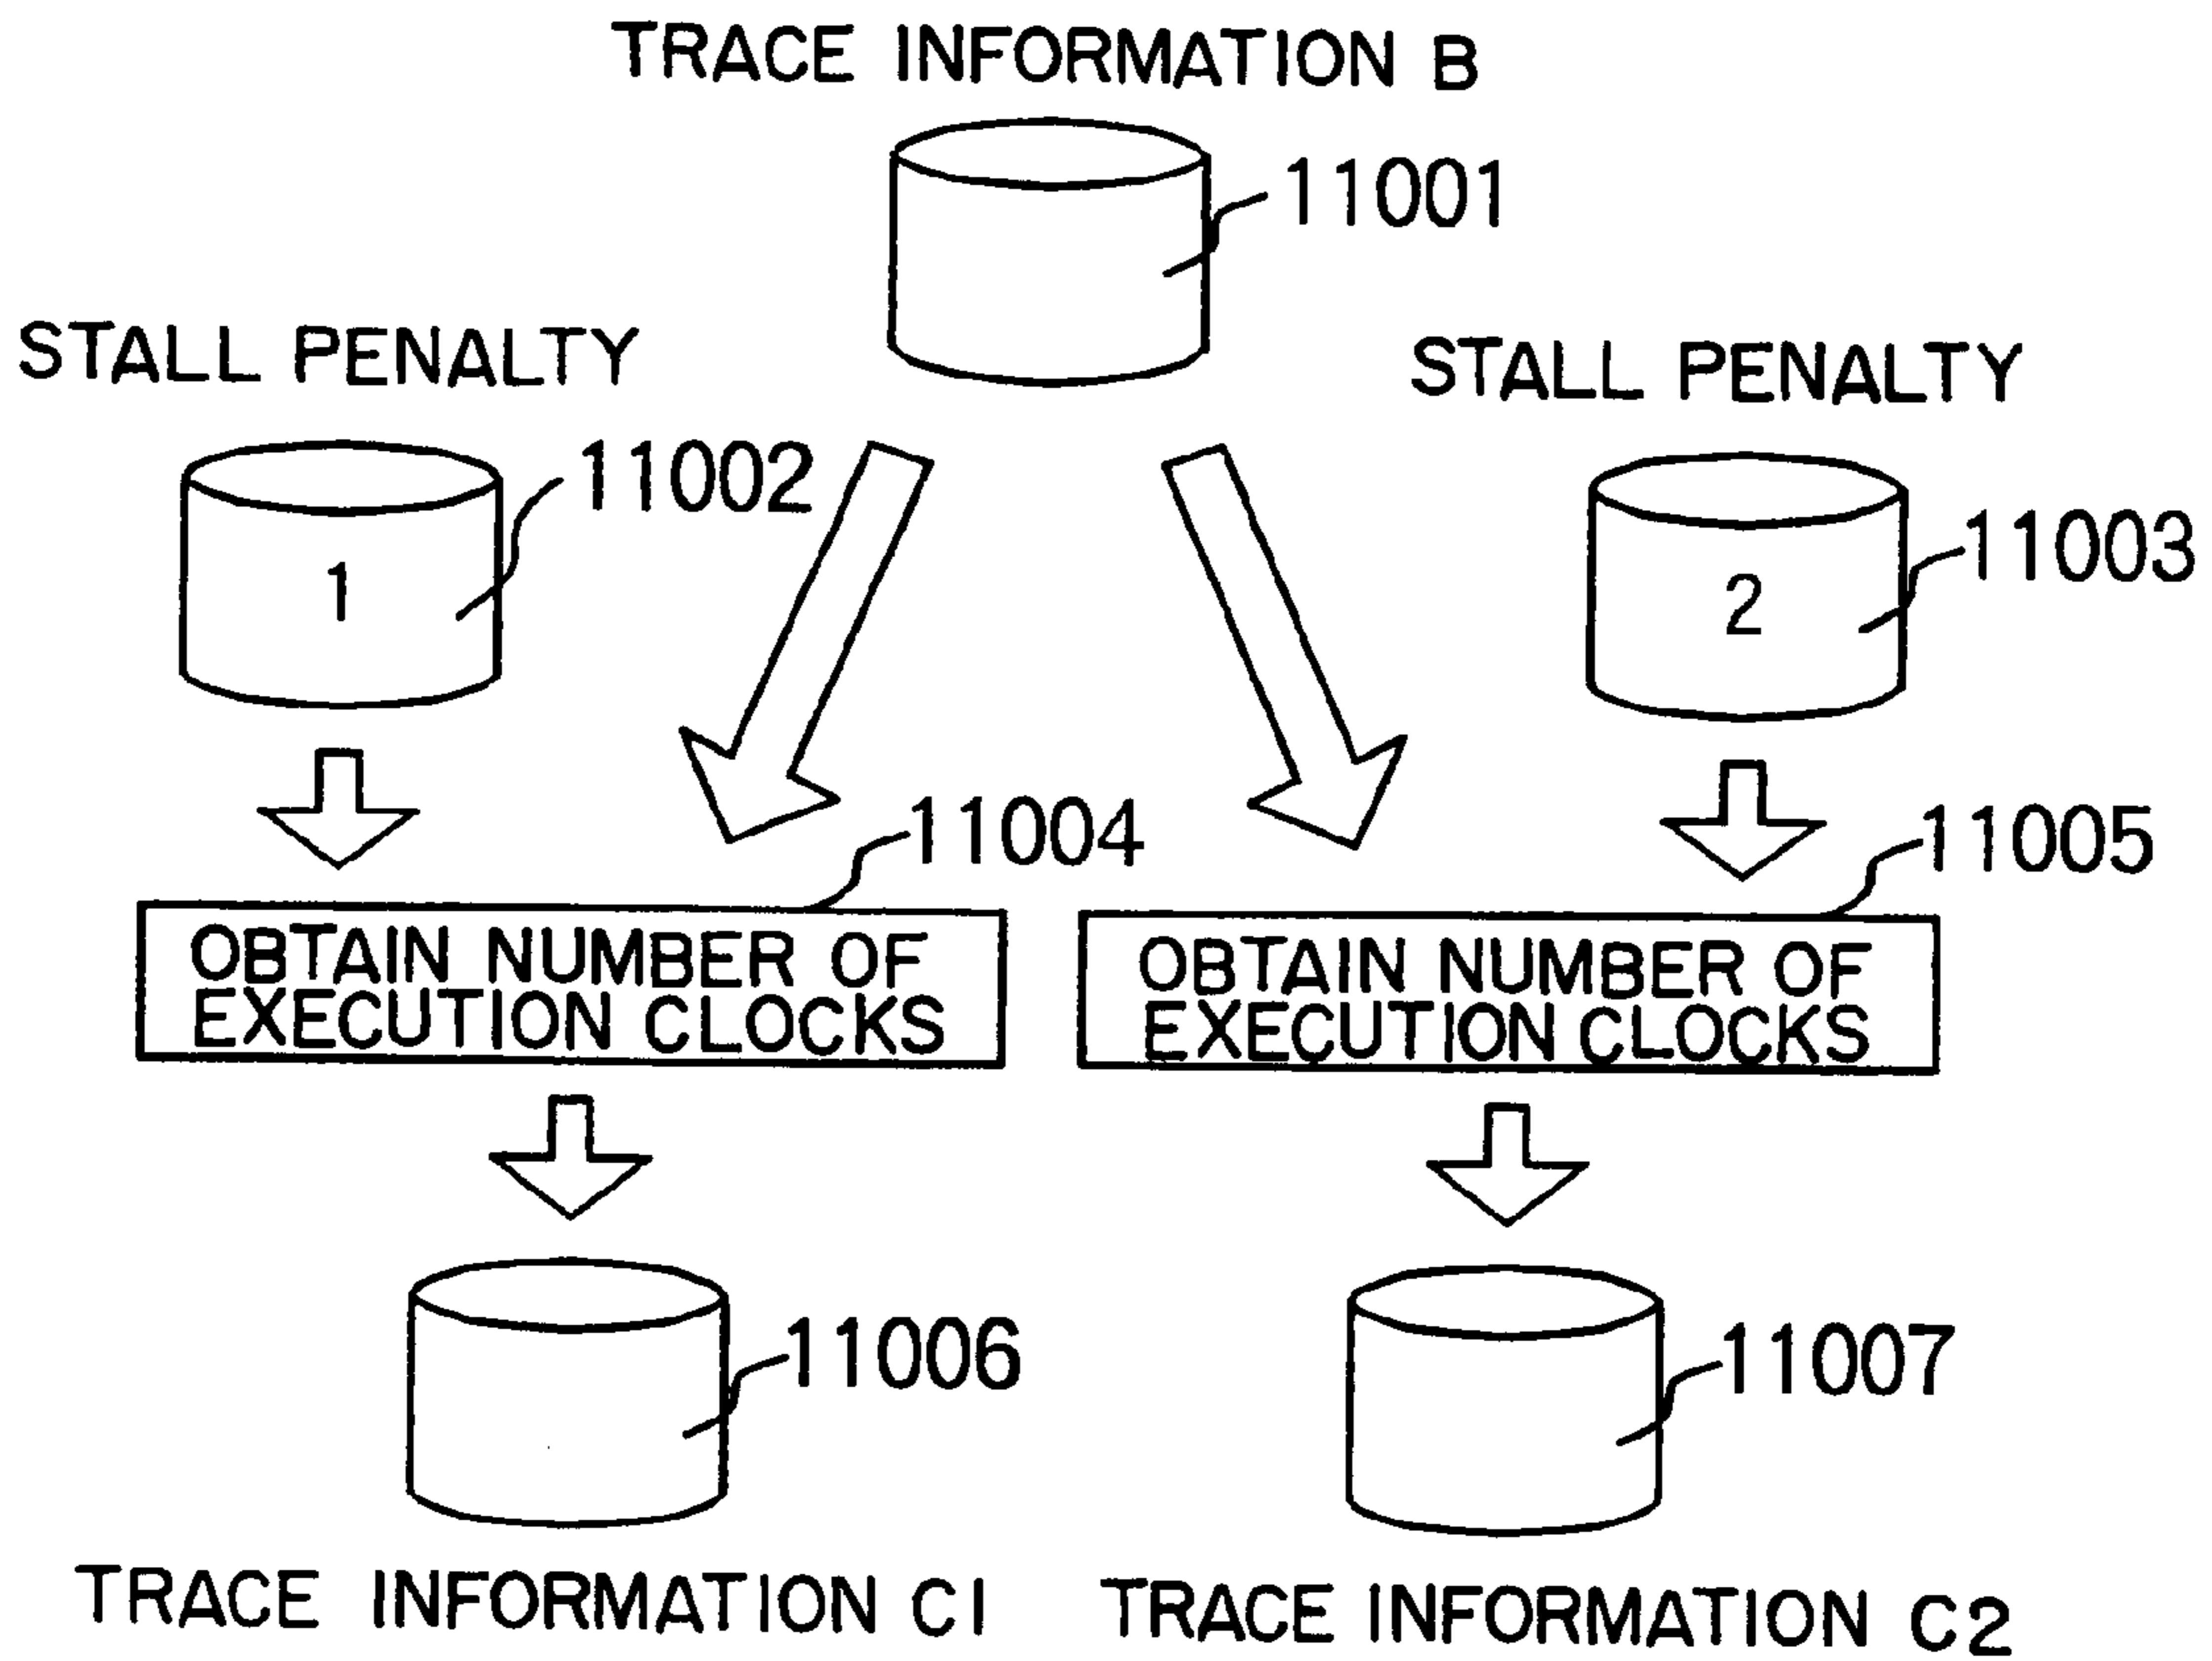 TRACE INFORMATION B
11001
STALL PENALTY
STALL PENALTY
11002
1
11003
2
11004
11005
OBTAIN NUMBER OF
EXECUTION CLOCKS
OBTAIN NUMBER OF
EXECUTION CLOCKS
11006
11007
TRACE INFORMATION C1
TRACE INFORMATION C2